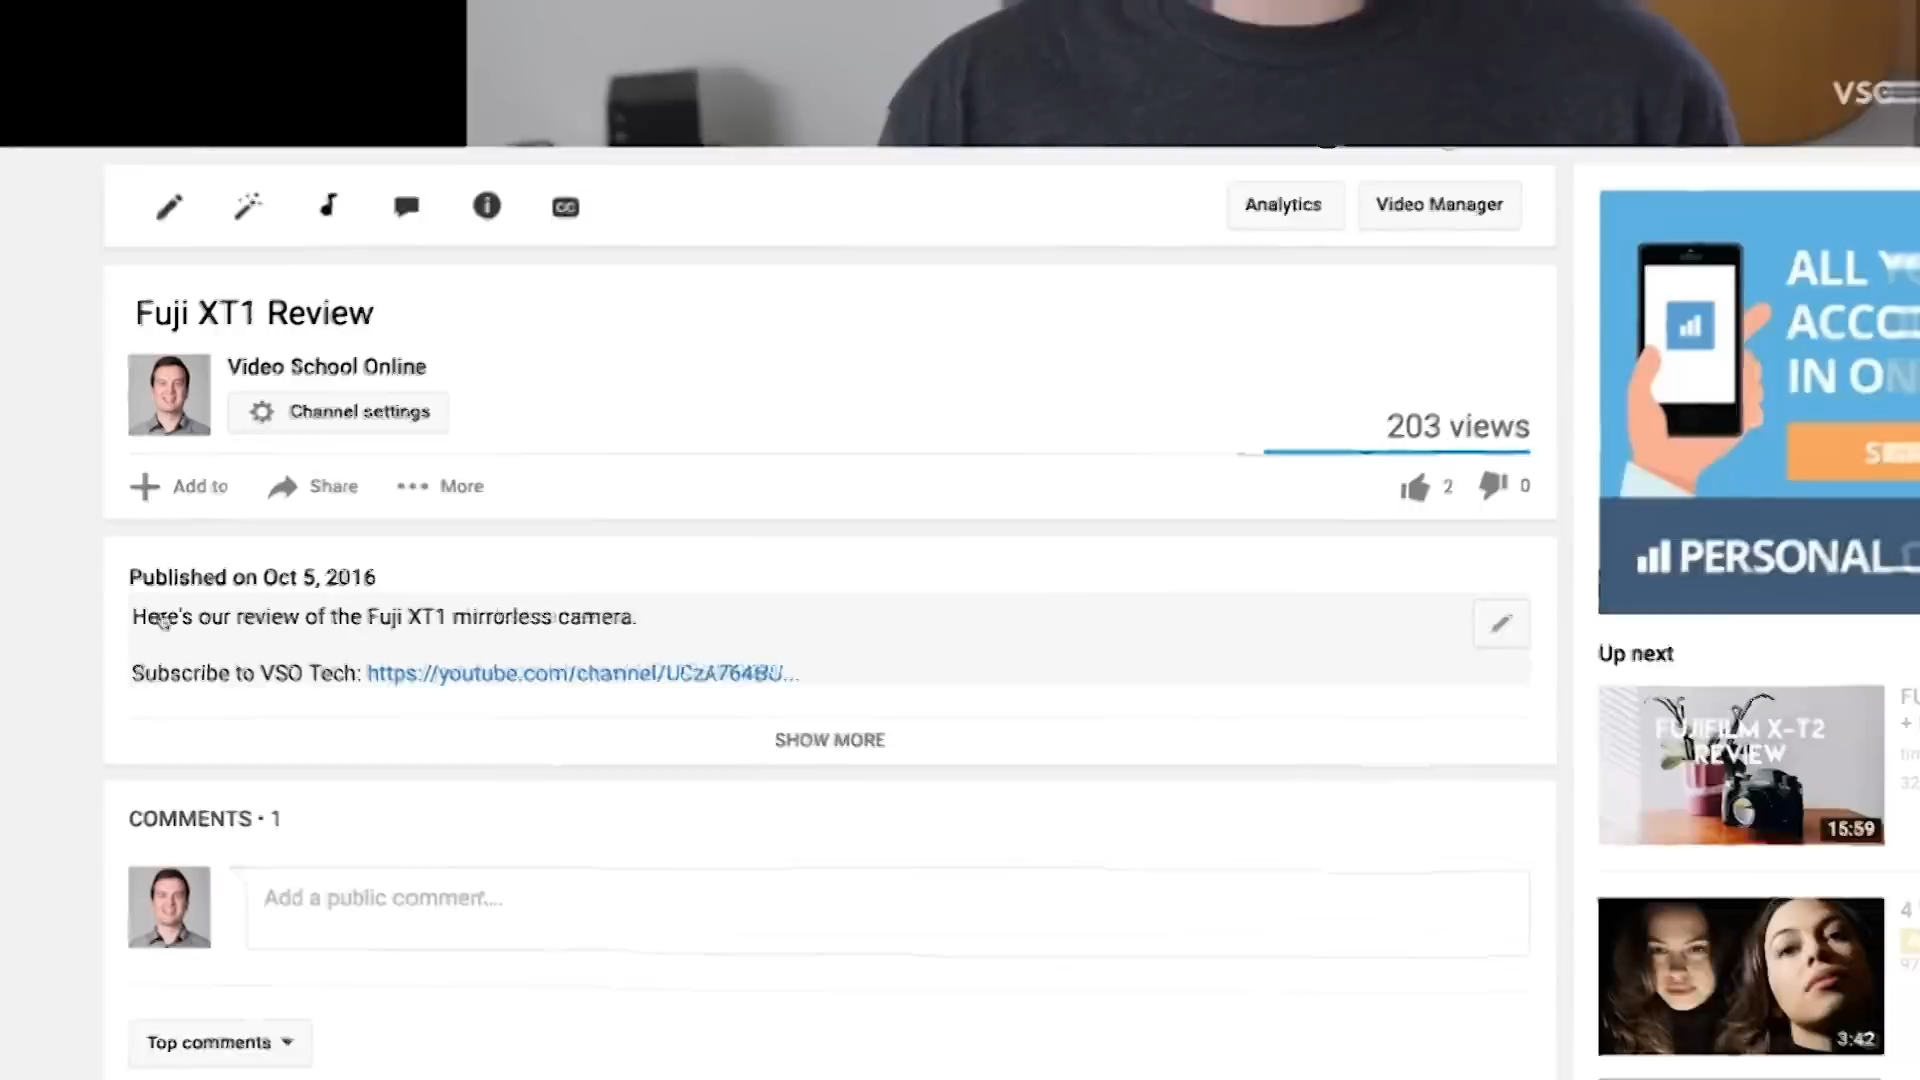 VSO
CC
Analytics
Video Manager
Fuji XT1 Review
Video School Online
Channel settings
203 views
Add to
Share
More
2
0
Published on Oct 5, 2016
Here's our review of the Fuji XT1 mirrorless camera.
Subscribe to VSO Tech: https://youtube.com/channel/UCzA764BU...
SHOW MORE
COMMENTS • 1
Add a public comment...
Top comments
ALL
IN
PERSONAL
Up next
FUJIFILM X-T2
REVIEW
15:59
3:42